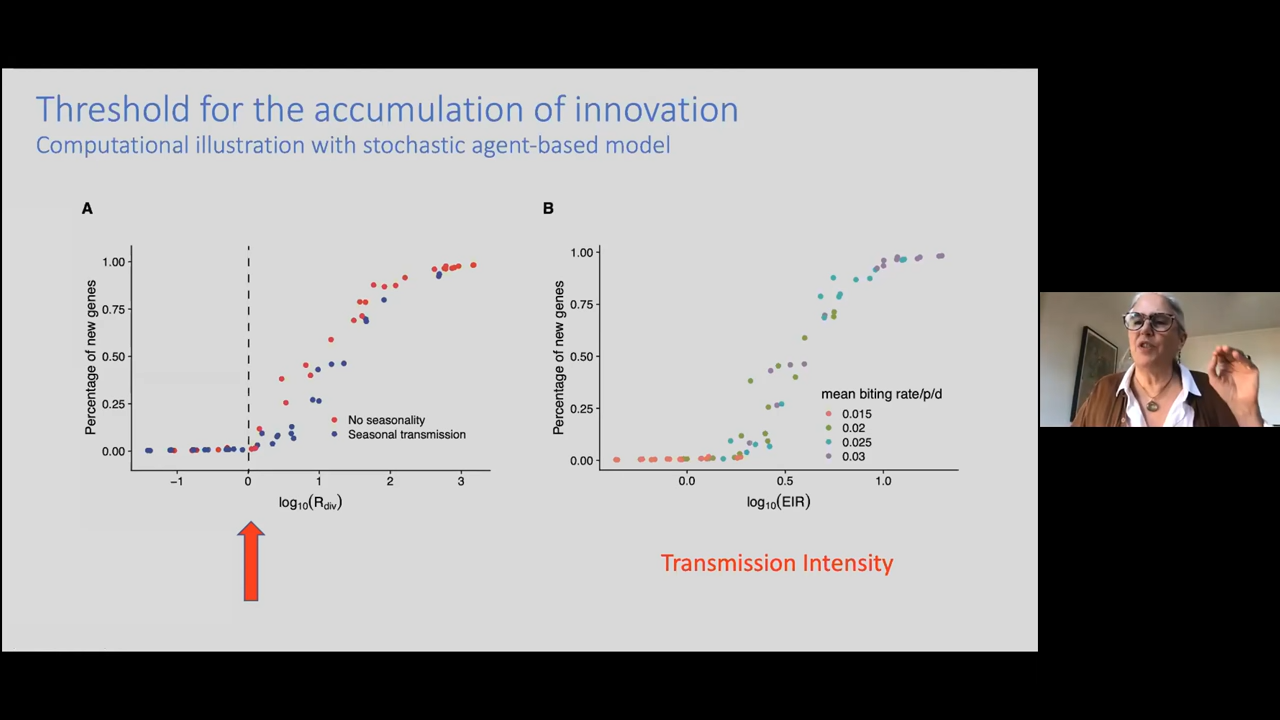 Threshold for the accumulation of innovation
Computational illustration with stochastic agent-based model
A
Percentage of new genes
1.00
0.75
0.50
0.25
0.00
No seasonality
Seasonal transmission
−1
0
1
2
3
log10(Rdiv)
B
Percentage of new genes
1.00
0.75
0.50
0.25
0.00
mean biting rate/p/d
0.015
0.02
0.025
0.03
0.0
0.5
1.0
log10(EIR)
Transmission Intensity